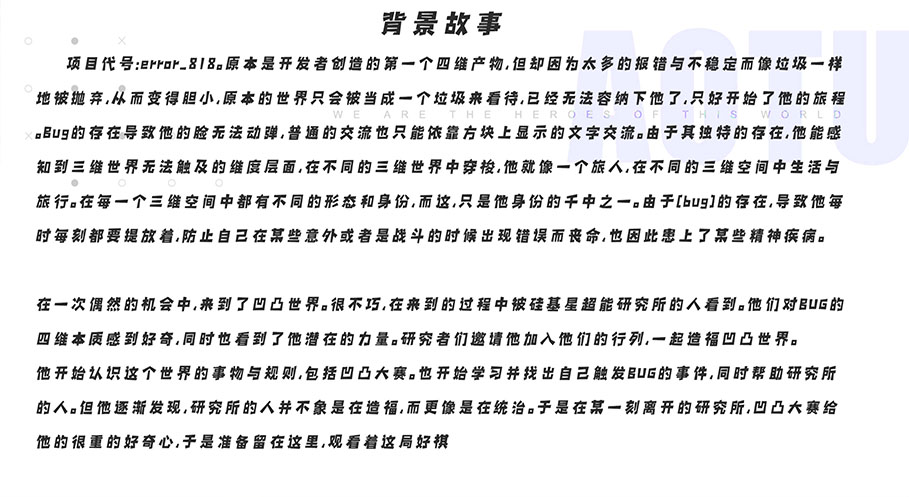 背景故事
项目代号:error_818。原本是开发者创造的第一个四维产物,但却因为太多的报错与不稳定而像垃圾一样
地被抛弃,从而变得胆小,原本的世界只会被当成一个垃圾来看待,已经无法容纳下他了,只好开始了他的旅程
WE ARE THE HEROES OF THIS WORLD
。Bug的存在导致他的脸无法动弹,普通的交流也只能依靠方块上显示的文字交流。由于其独特的存在,他能感
知到三维世界无法触及的维度层面,在不同的三维世界中穿梭,他就像一个旅人,在不同的三维空间中生活与
旅行。在每一个三维空间中都有不同的形态和身份,而这,只是他身份的千中之一。由于[bug]的存在,导致他每
时每刻都要提放着,防止自己在某些意外或者是战斗的时候出现错误而丧命,也因此患上了某些精神疾病。
在一次偶然的机会中,来到了凹凸世界。很不巧,在来到的过程中被硅基星超能研究所的人看到。他们对BUG的
四维本质感到好奇,同时也看到了他潜在的力量。研究者们邀请他加入他们的行列,一起造福凹凸世界。
他开始认识这个世界的事物与规则,包括凹凸大赛。也开始学习并找出自己触发BUG的事件,同时帮助研究所
的人。但他逐渐发现,研究所的人并不象是在造福,而更像是在统治。于是在某一刻离开的研究所,凹凸大赛给
他的很重的好奇心,于是准备留在这里,观看着这局好棋
AOTU